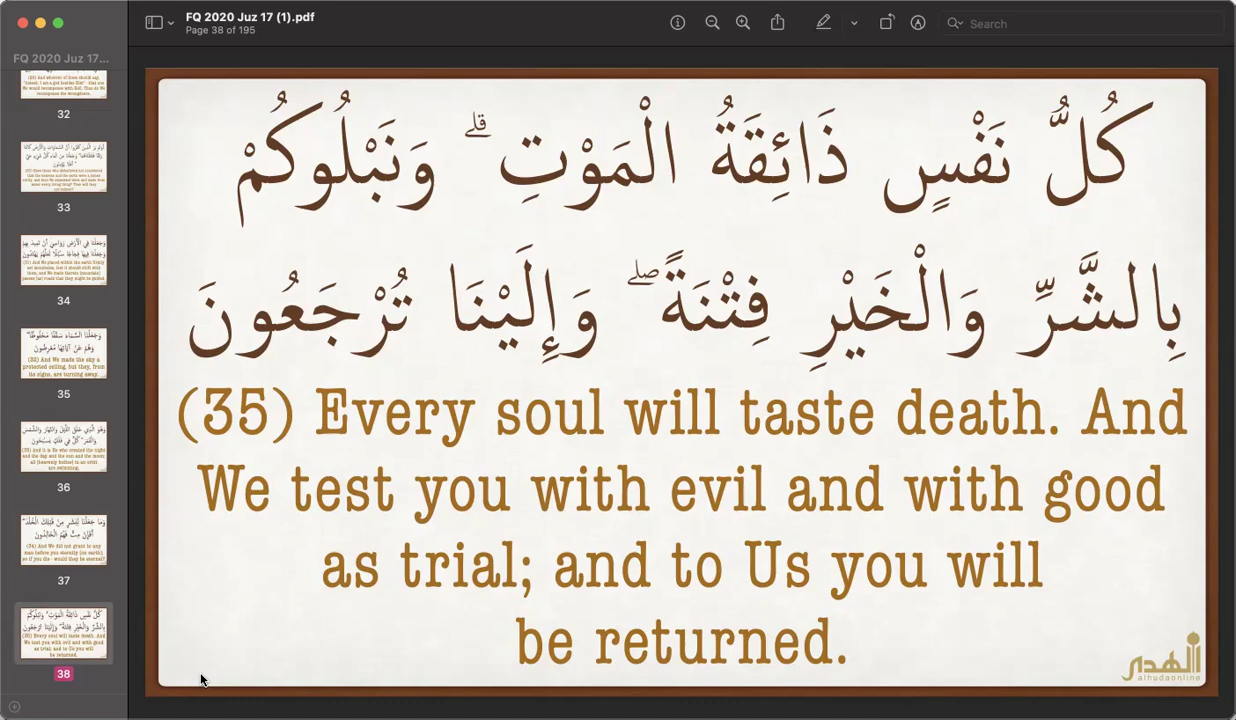 FQ 2020 Juz 17 (1).pdf
Page 38 of 195
Search
FQ 2020 Juz 17...
32
33
34
35
36
37
38
كُلُّ نَفْسٍ ذَائِقَةُ الْمَوْتِ ۗ وَنَبْلُوكُمْ
بِالشَّرِّ وَالْخَيْرِ فِتْنَةً ۖ وَإِلَيْنَا تُرْجَعُونَ
(35) Every soul will taste death. And
We test you with evil and with good
as trial; and to Us you will
be returned.
الهدى
alhudaonline